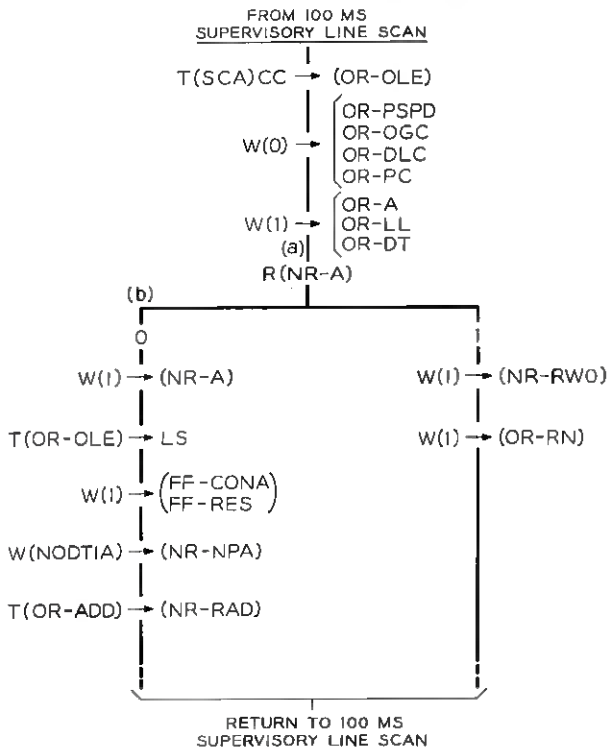 FROM 100 MS
SUPERVISORY LINE SCAN
T(SCA)CC → (OR-OLE)
OR-PSPD
OR-OGC
W(0) →
OR-DLC
OR-PC
OR-A
W(1) → OR-LL
OR-DT
(a)
R(NR-A)
(b)
0 1
W(1) → (NR-A) W(1) → (NR-RW0)
T(OR-OLE) → LS W(1) → (OR-RN)
W(1) → (FF-CONA
FF-RES)
W(NODTIA) → (NR-NPA)
T(OR-ADD) → (NR-RAD)
RETURN TO 100 MS
SUPERVISORY LINE SCAN